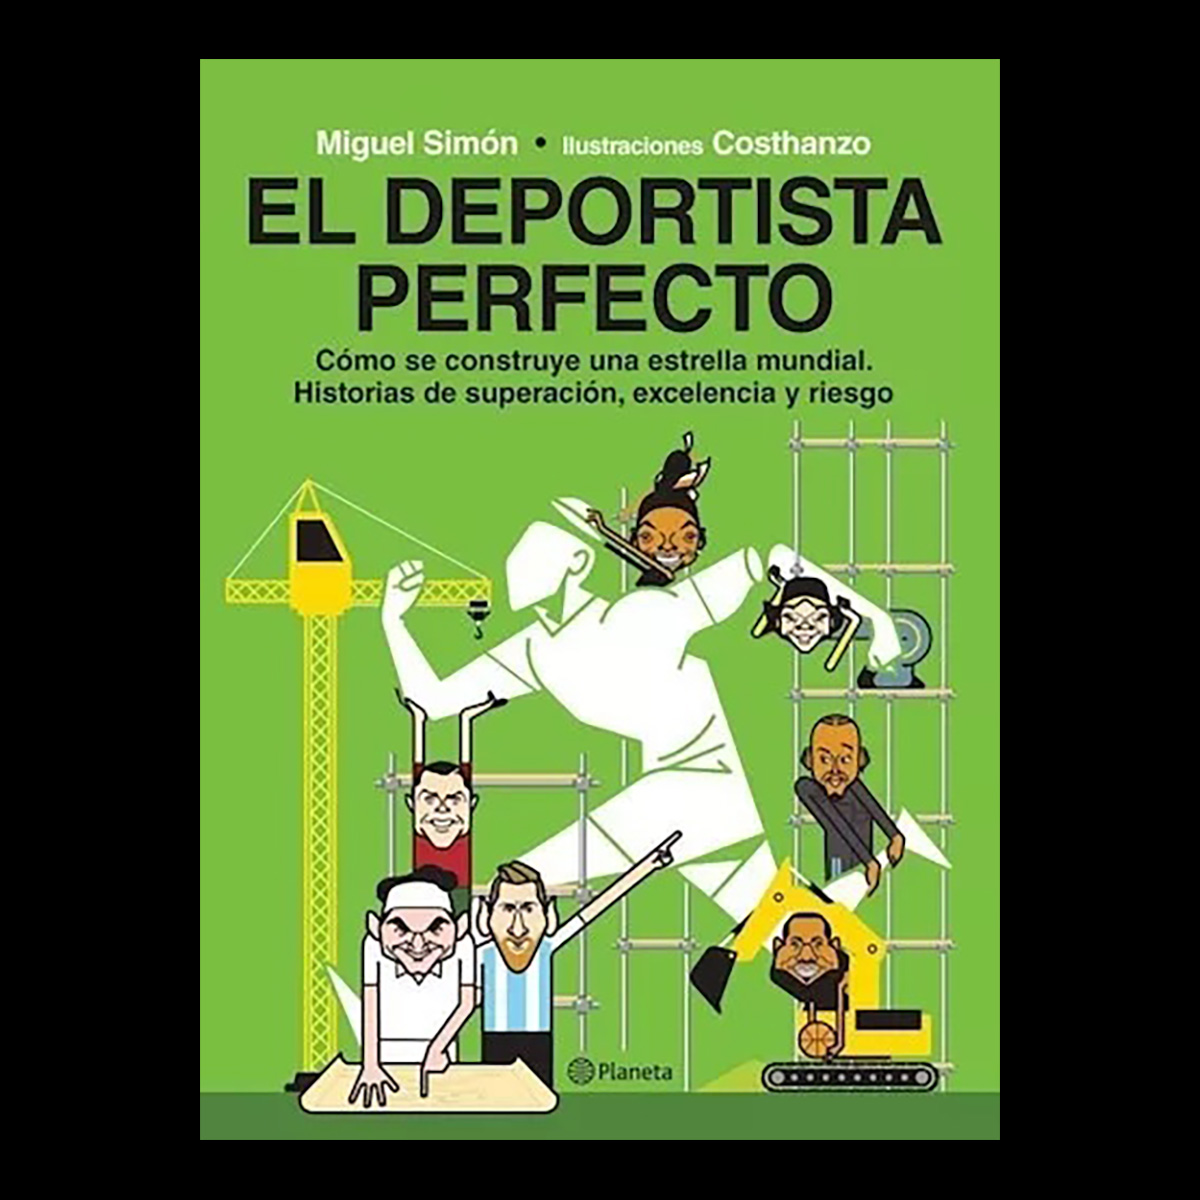 Miguel Simón • Ilustraciones Costhanzo
EL DEPORTISTA
PERFECTO
Cómo se construye una estrella mundial.
Historias de superación, excelencia y riesgo
Planeta